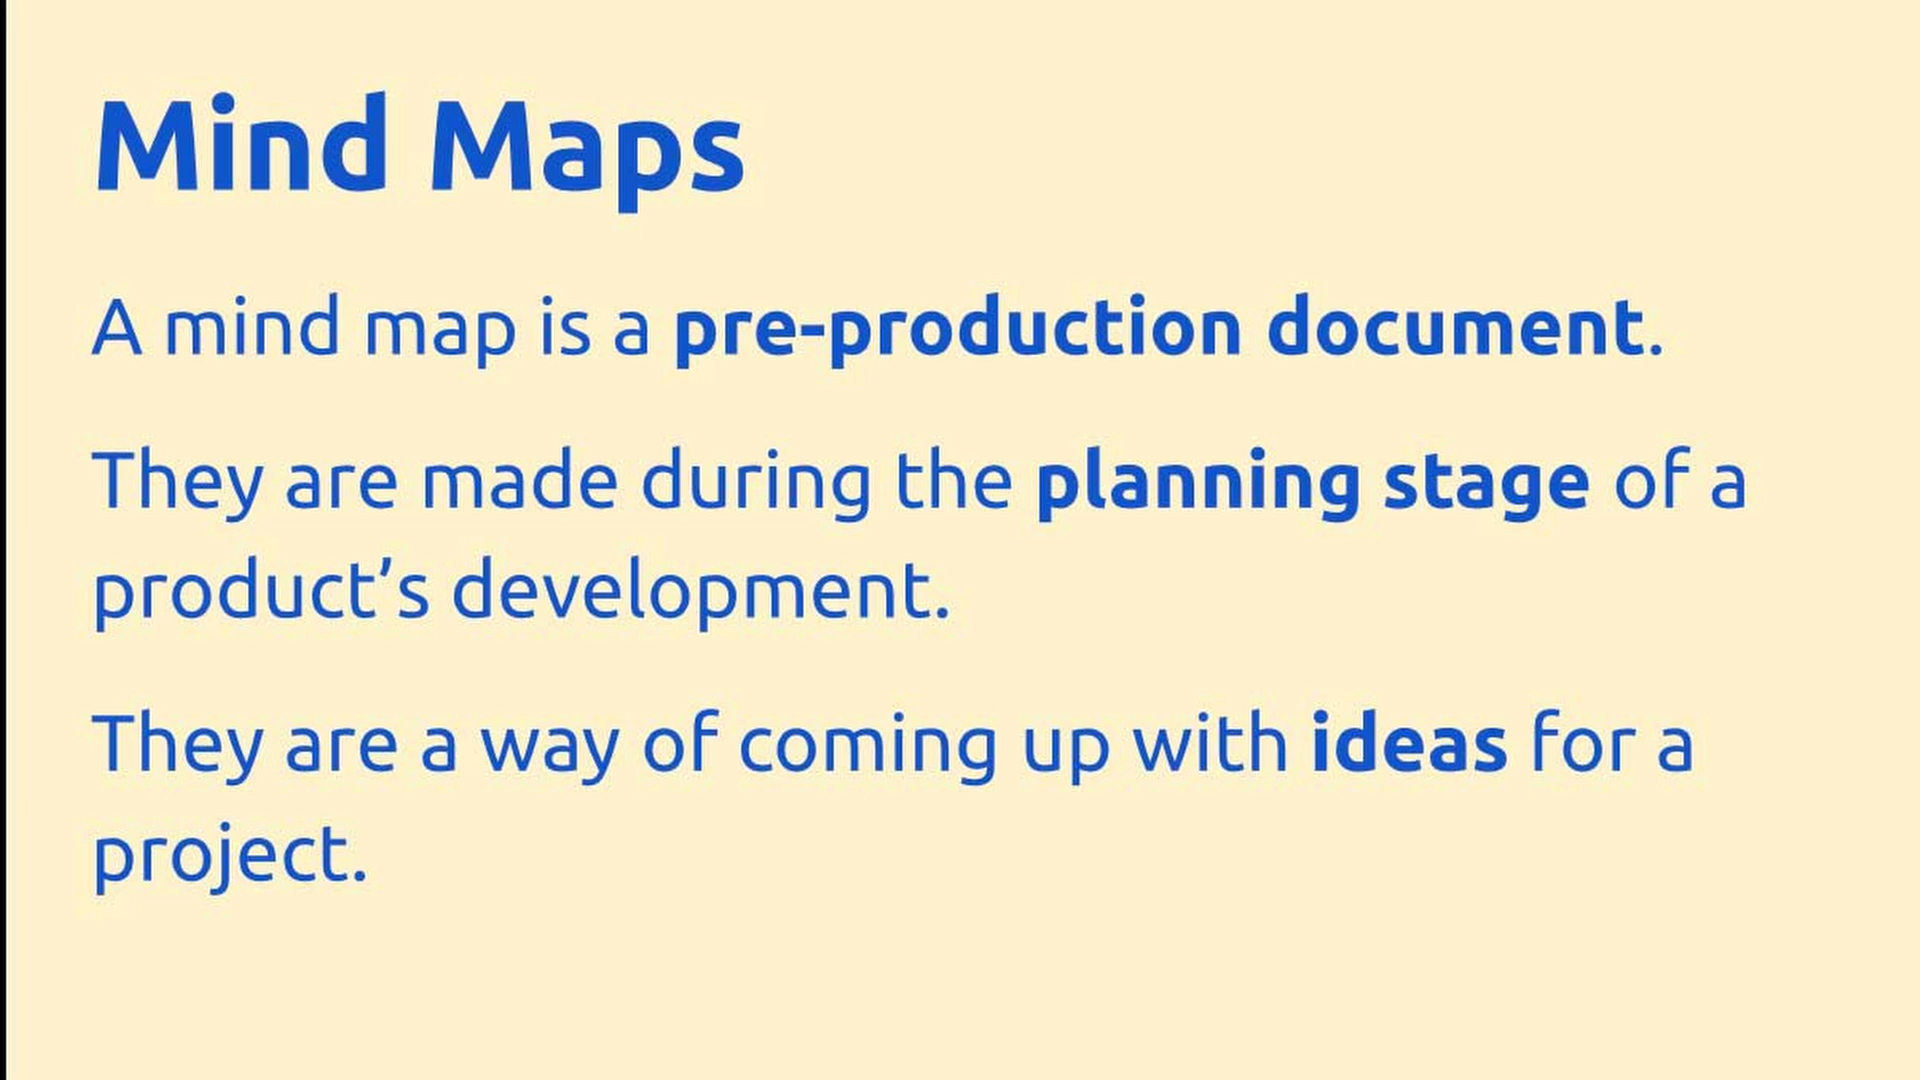 Mind Maps
A mind map is a pre-production document.
They are made during the planning stage of a
product’s development.
They are a way of coming up with ideas for a
project.